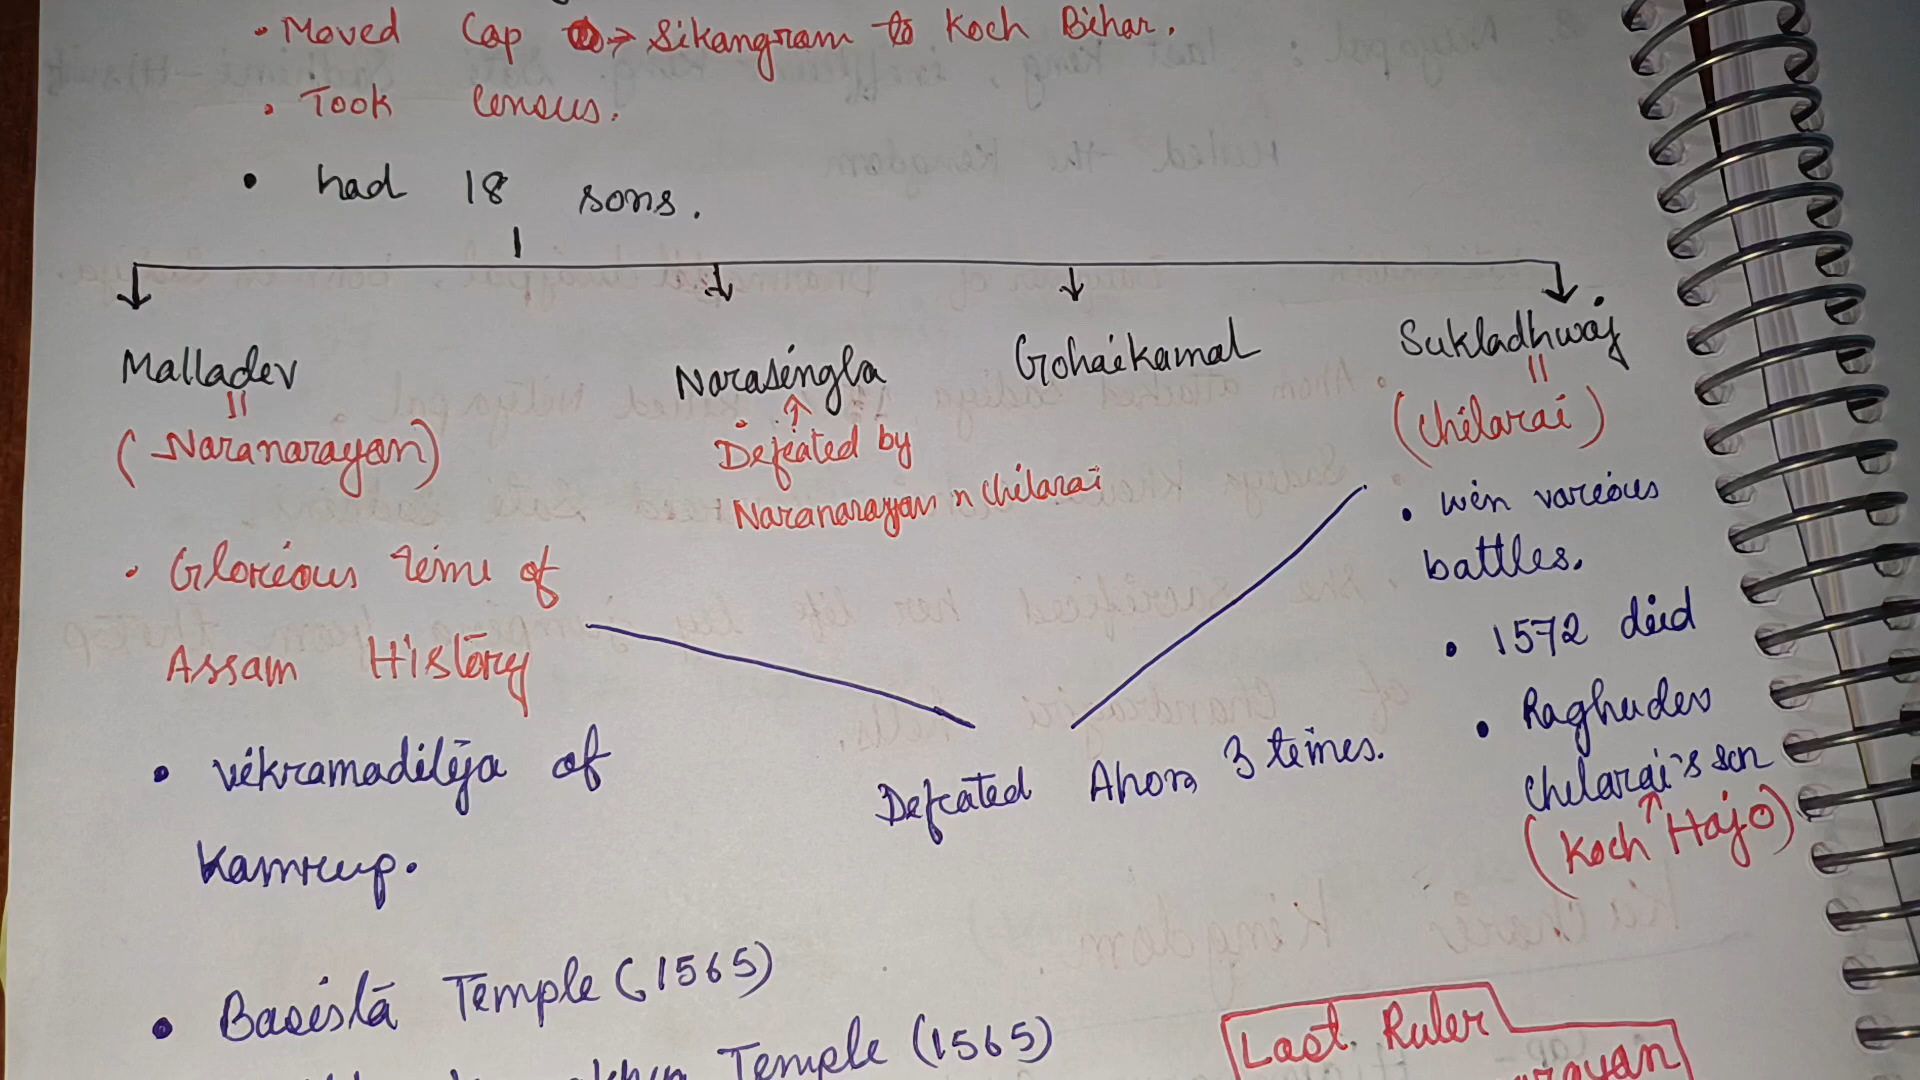 • Moved Cap → Sikangram to Koch Bihar.
• Took Census.
• had 18 sons.
Malladev Narasingha Gohaikamal Sukladhwaj
(Naranarayan) (Chilarai)
Defeated by
Naranarayan n Chilarai
• Glorious time of
Assam History
• vikramaditya of
Kamrup.
Defeated Ahom 3 times.
• win various
battles.
• 1572 died
• Raghudev
Chilarai's son
(Koch Hajo)
• Basista Temple (1565)
Temple (1565)
Last Ruler